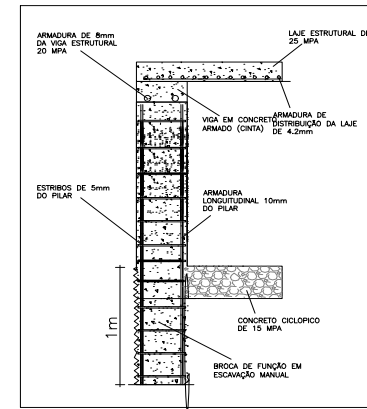 ARMADURA DE 8mm
DA VIGA ESTRUTURAL
20 MPA
LAJE ESTRUTURAL DE
25 MPA
VIGA EM CONCRETO
ARMADO (CINTA)
ARMADURA DE
DISTRIBUIÇÃO DA LAJE
DE 4.2mm
ESTRIBOS DE 5mm
DO PILAR
ARMADURA
LONGUITUDINAL 10mm
DO PILAR
1m
CONCRETO CICLOPICO
DE 15 MPA
BROCA DE FUNÇÃO EM
ESCAVAÇÃO MANUAL